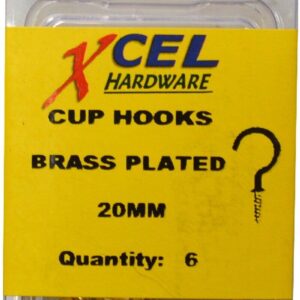 XCEL
HARDWARE
CUP HOOKS
BRASS PLATED
20MM
Quantity: 6